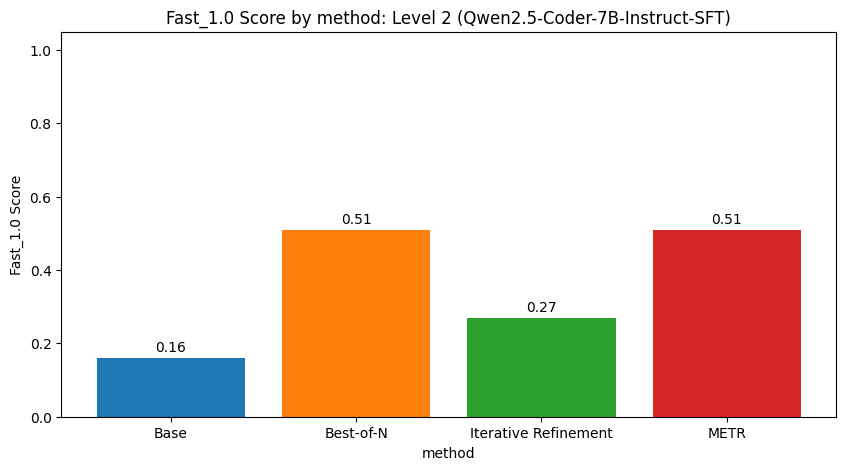 Fast_1.0 Score by method: Level 2 (Qwen2.5-Coder-7B-Instruct-SFT)
Fast_1.0 Score
1.0
0.8
0.6
0.4
0.2
0.0
0.16
0.51
0.27
0.51
Base
Best-of-N
Iterative Refinement
METR
method